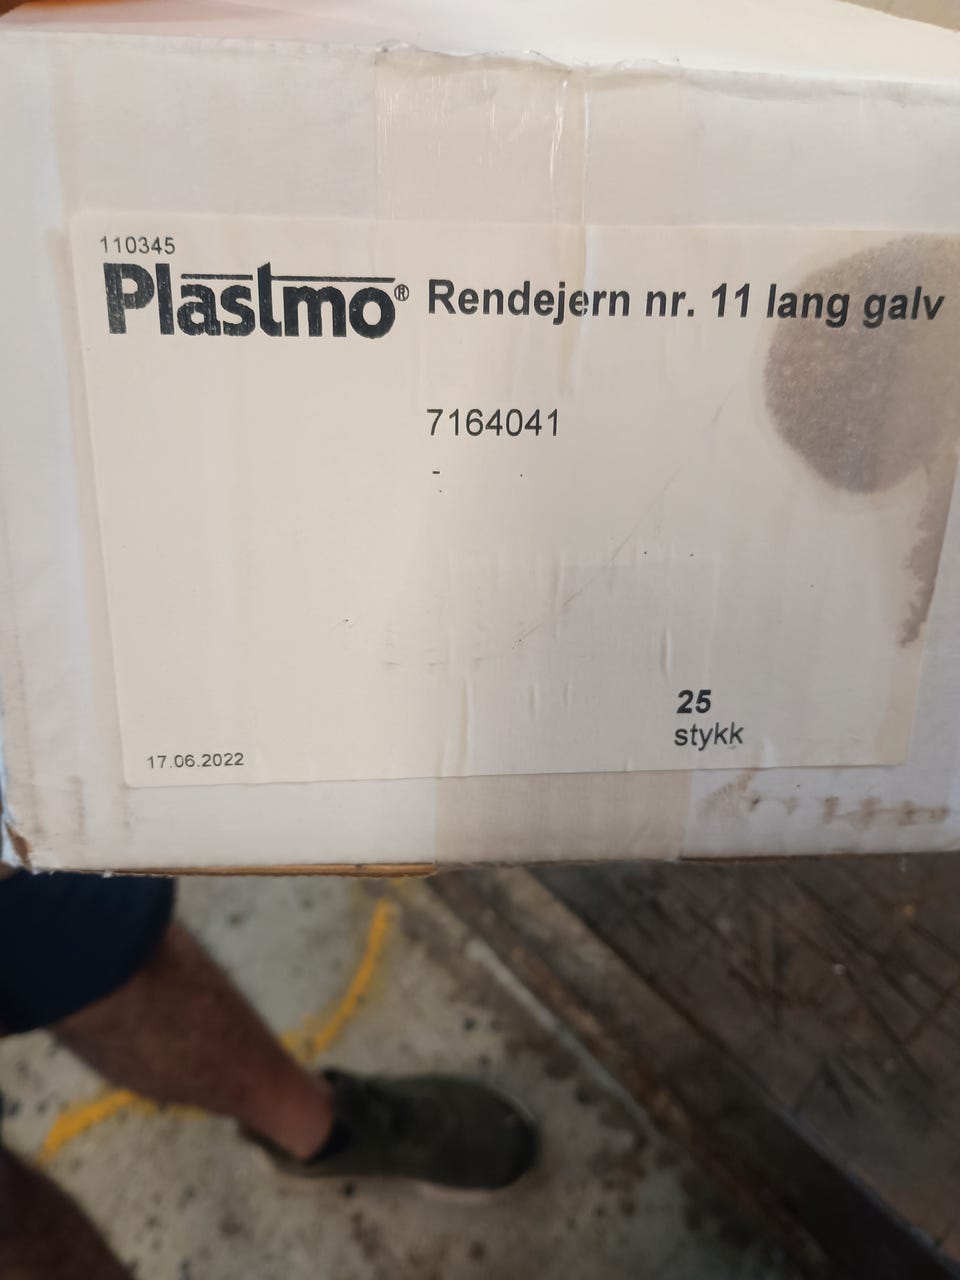 110345
Plastmo® Rendejern nr. 11 lang galv
7164041
-
25
stykk
17.06.2022